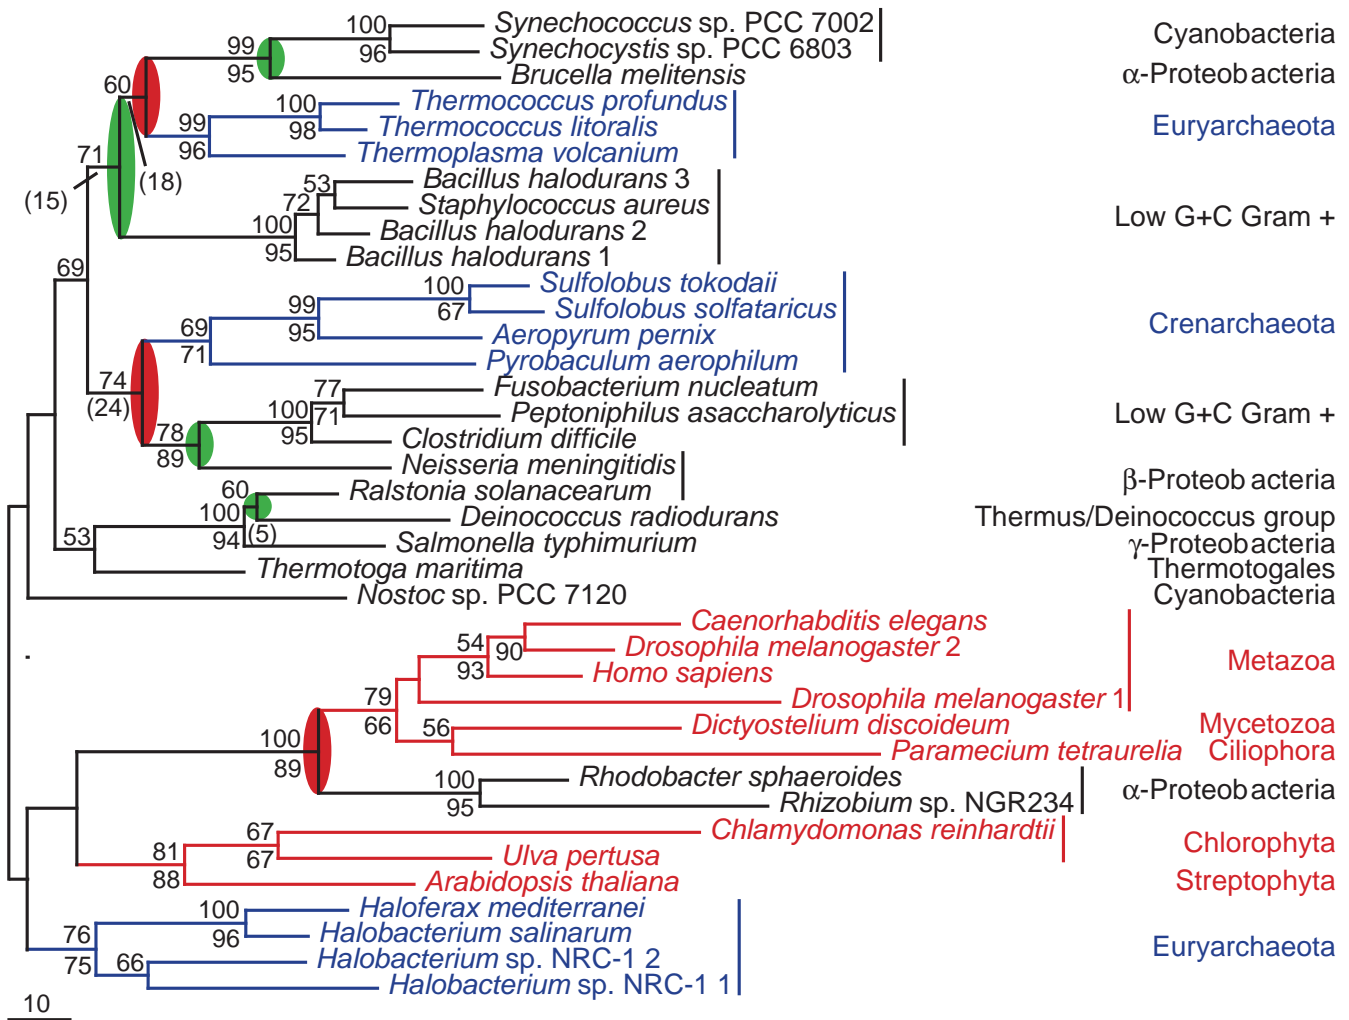 100 Synechococcus sp. PCC 7002
99 96 Synechocystis sp. PCC 6803 Cyanobacteria
60 95 Brucella melitensis α-Proteobacteria
100 Thermococcus profundus
99 98 Thermococcus litoralis Euryarchaeota
71 96 Thermoplasma volcanium
(15) (18) 53 Bacillus halodurans 3
72 Staphylococcus aureus Low G+C Gram +
100 Bacillus halodurans 2
69 95 Bacillus halodurans 1
100 Sulfolobus tokodaii
99 67 Sulfolobus solfataricus Crenarchaeota
69 95 Aeropyrum pernix
71 Pyrobaculum aerophilum
74 77 Fusobacterium nucleatum
(24) 100 71 Peptoniphilus asaccharolyticus Low G+C Gram +
78 95 Clostridium difficile
89 Neisseria meningitidis β-Proteobacteria
60 Ralstonia solanacearum
100 Deinococcus radiodurans Thermus/Deinococcus group
53 94 (5) Salmonella typhimurium γ-Proteobacteria
Thermotoga maritima Thermotogales
Nostoc sp. PCC 7120 Cyanobacteria
Caenorhabditis elegans
54 90 Drosophila melanogaster 2 Metazoa
93 Homo sapiens
79 Drosophila melanogaster 1
66 56 Dictyostelium discoideum Mycetozoa
100 Paramecium tetraurelia Ciliophora
89 100 Rhodobacter sphaeroides α-Proteobacteria
95 Rhizobium sp. NGR234
67 Chlamydomonas reinhardtii Chlorophyta
81 67 Ulva pertusa
88 Arabidopsis thaliana Streptophyta
100 Haloferax mediterranei
76 96 Halobacterium salinarum Euryarchaeota
75 66 Halobacterium sp. NRC-1 2
Halobacterium sp. NRC-1 1
10